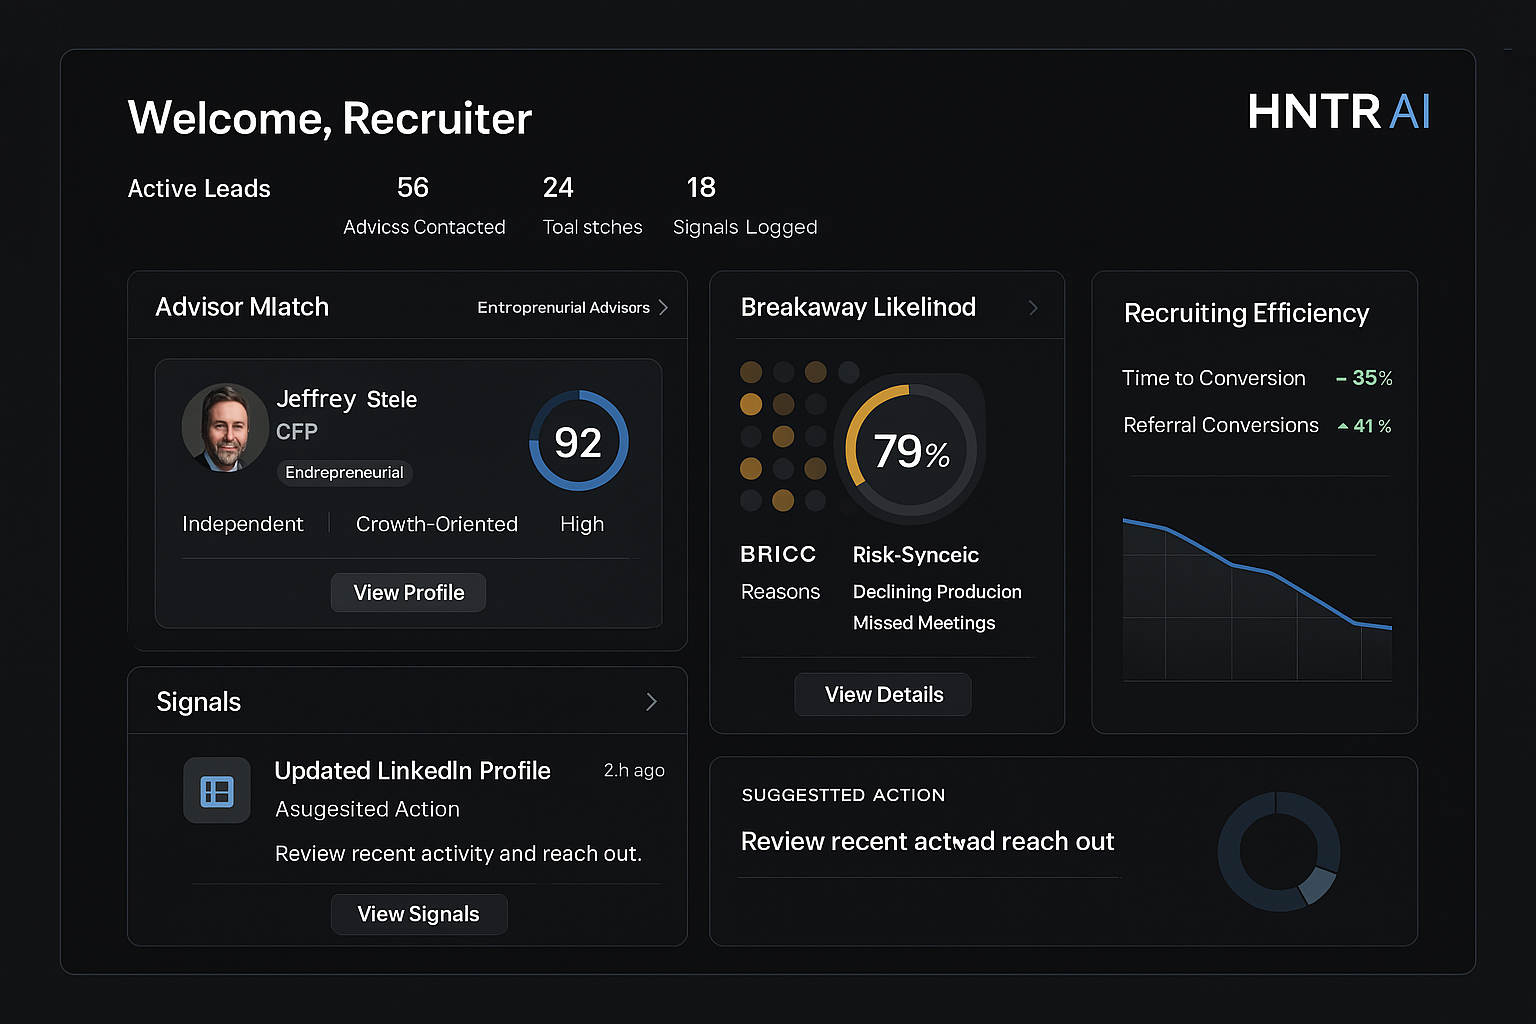 Welcome, Recruiter
HNTR AI
Active Leads
56
24
18
Advicss Contacted
Toal stches
Signals Logged
Advisor Mlatch
Entroprenurial Advisors
Jeffrey Stele
CFP
Endrepreneurial
92
Independent
Crowth-Oriented
High
View Profile
Breakaway Likelinod
79%
BRICC
Risk-Synceic
Reasons
Declining Producion
Missed Meetings
View Details
Recruiting Efficiency
Time to Conversion
– 35%
Referral Conversions
▲ 41%
Signals
Updated LinkedIn Profile
2.h ago
Asugesited Action
Review recent activity and reach out.
View Signals
SUGGESTTED ACTION
Review recent actvad reach out